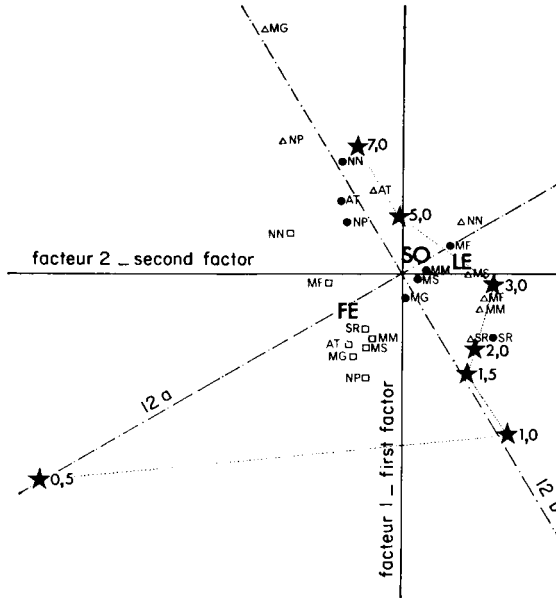 MG
NP
7,0
NN
AT
AT
NP
5,0
NN
NN
MF
facteur 2 _ second factor
SO
LE
MM
MS
MS
MF
3,0
MG
MF
MM
FE
SR
MM
SR
SR
AT
MS
2,0
MG
NP
1,5
12 a
1,0
0,5
facteur 1 _ first factor
12